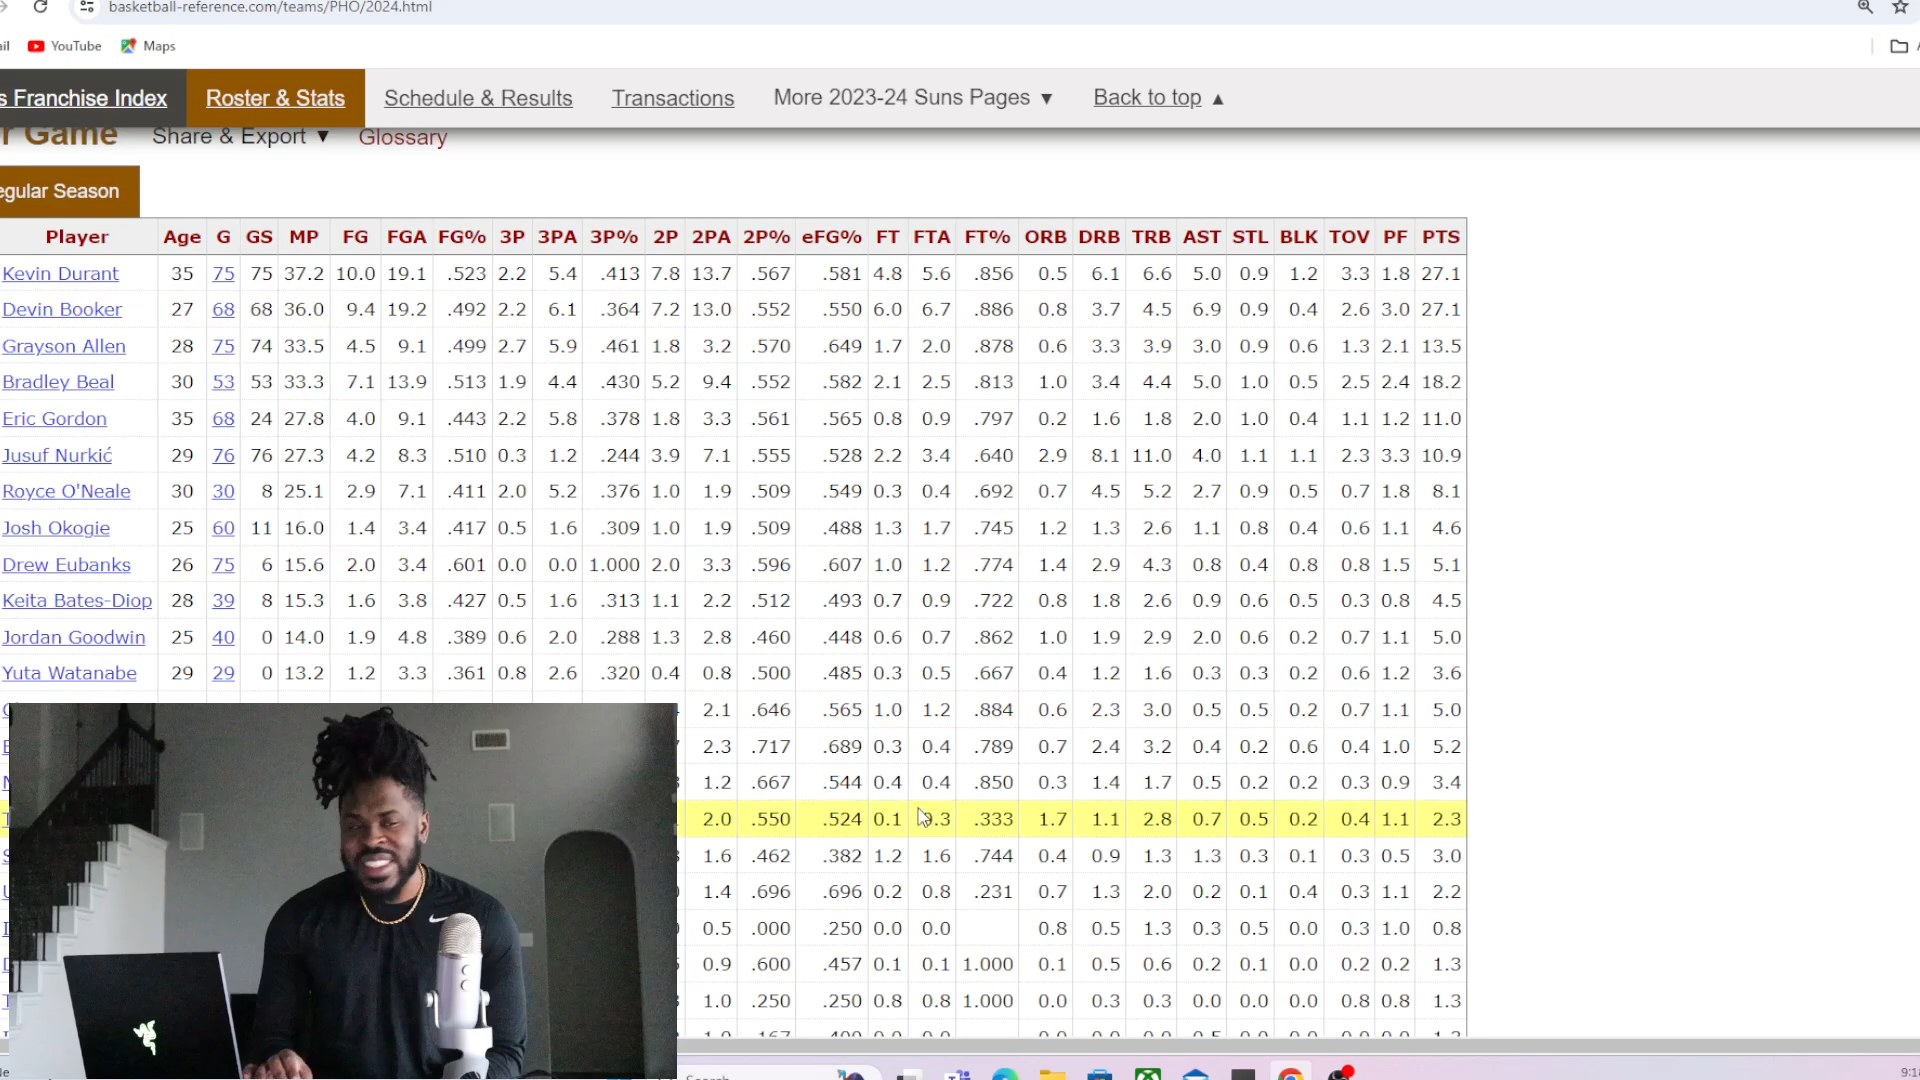 basketball-reference.com/teams/PHO/2024.html
YouTube Maps
s Franchise Index Roster & Stats Schedule & Results Transactions More 2023-24 Suns Pages ▼ Back to top ▲
r Game Share & Export ▼ Glossary
egular Season
Player Age G GS MP FG FGA FG% 3P 3PA 3P% 2P 2PA 2P% eFG% FT FTA FT% ORB DRB TRB AST STL BLK TOV PF PTS
Kevin Durant 35 75 75 37.2 10.0 19.1 .523 2.2 5.4 .413 7.8 13.7 .567 .581 4.8 5.6 .856 0.5 6.1 6.6 5.0 0.9 1.2 3.3 1.8 27.1
Devin Booker 27 68 68 36.0 9.4 19.2 .492 2.2 6.1 .364 7.2 13.0 .552 .550 6.0 6.7 .886 0.8 3.7 4.5 6.9 0.9 0.4 2.6 3.0 27.1
Grayson Allen 28 75 74 33.5 4.5 9.1 .499 2.7 5.9 .461 1.8 3.2 .570 .649 1.7 2.0 .878 0.6 3.3 3.9 3.0 0.9 0.6 1.3 2.1 13.5
Bradley Beal 30 53 53 33.3 7.1 13.9 .513 1.9 4.4 .430 5.2 9.4 .552 .582 2.1 2.5 .813 1.0 3.4 4.4 5.0 1.0 0.5 2.5 2.4 18.2
Eric Gordon 35 68 24 27.8 4.0 9.1 .443 2.2 5.8 .378 1.8 3.3 .561 .565 0.8 0.9 .797 0.2 1.6 1.8 2.0 1.0 0.4 1.1 1.2 11.0
Jusuf Nurkić 29 76 76 27.3 4.2 8.3 .510 0.3 1.2 .244 3.9 7.1 .555 .528 2.2 3.4 .640 2.9 8.1 11.0 4.0 1.1 1.1 2.3 3.3 10.9
Royce O'Neale 30 30 8 25.1 2.9 7.1 .411 2.0 5.2 .376 1.0 1.9 .509 .549 0.3 0.4 .692 0.7 4.5 5.2 2.7 0.9 0.5 0.7 1.8 8.1
Josh Okogie 25 60 11 16.0 1.4 3.4 .417 0.5 1.6 .309 1.0 1.9 .509 .488 1.3 1.7 .745 1.2 1.3 2.6 1.1 0.8 0.4 0.6 1.1 4.6
Drew Eubanks 26 75 6 15.6 2.0 3.4 .601 0.0 0.0 1.000 2.0 3.3 .596 .607 1.0 1.2 .774 1.4 2.9 4.3 0.8 0.4 0.8 0.8 1.5 5.1
Keita Bates-Diop 28 39 8 15.3 1.6 3.8 .427 0.5 1.6 .313 1.1 2.2 .512 .493 0.7 0.9 .722 0.8 1.8 2.6 0.9 0.6 0.5 0.3 0.8 4.5
Jordan Goodwin 25 40 0 14.0 1.9 4.8 .389 0.6 2.0 .288 1.3 2.8 .460 .448 0.6 0.7 .862 1.0 1.9 2.9 2.0 0.6 0.2 0.7 1.1 5.0
Yuta Watanabe 29 29 0 13.2 1.2 3.3 .361 0.8 2.6 .320 0.4 0.8 .500 .485 0.3 0.5 .667 0.4 1.2 1.6 0.3 0.3 0.2 0.6 1.2 3.6
2.1 .646 .565 1.0 1.2 .884 0.6 2.3 3.0 0.5 0.5 0.2 0.7 1.1 5.0
2.3 .717 .689 0.3 0.4 .789 0.7 2.4 3.2 0.4 0.2 0.6 0.4 1.0 5.2
1.2 .667 .544 0.4 0.4 .850 0.3 1.4 1.7 0.5 0.2 0.2 0.3 0.9 3.4
2.0 .550 .524 0.1 .3 .333 1.7 1.1 2.8 0.7 0.5 0.2 0.4 1.1 2.3
1.6 .462 .382 1.2 1.6 .744 0.4 0.9 1.3 1.3 0.3 0.1 0.3 0.5 3.0
1.4 .696 .696 0.2 0.8 .231 0.7 1.3 2.0 0.2 0.1 0.4 0.3 1.1 2.2
0.5 .000 .250 0.0 0.0 0.8 0.5 1.3 0.3 0.5 0.0 0.3 1.0 0.8
0.9 .600 .457 0.1 0.1 1.000 0.1 0.5 0.6 0.2 0.1 0.0 0.2 0.2 1.3
1.0 .250 .250 0.8 0.8 1.000 0.0 0.3 0.3 0.0 0.0 0.0 0.8 0.8 1.3
Search